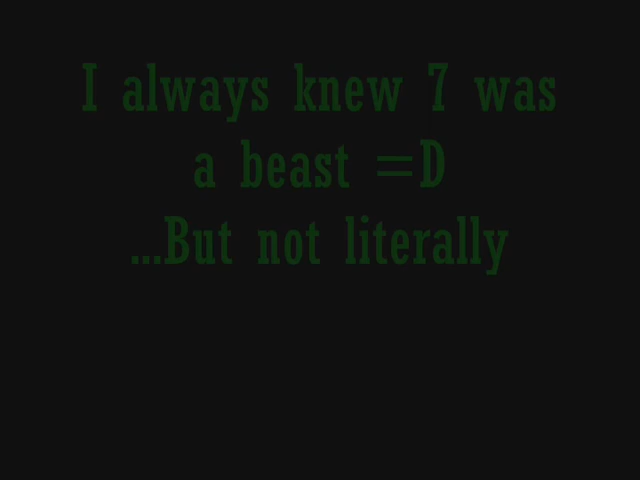 I always knew 7 was
a beast =D
...But not literally